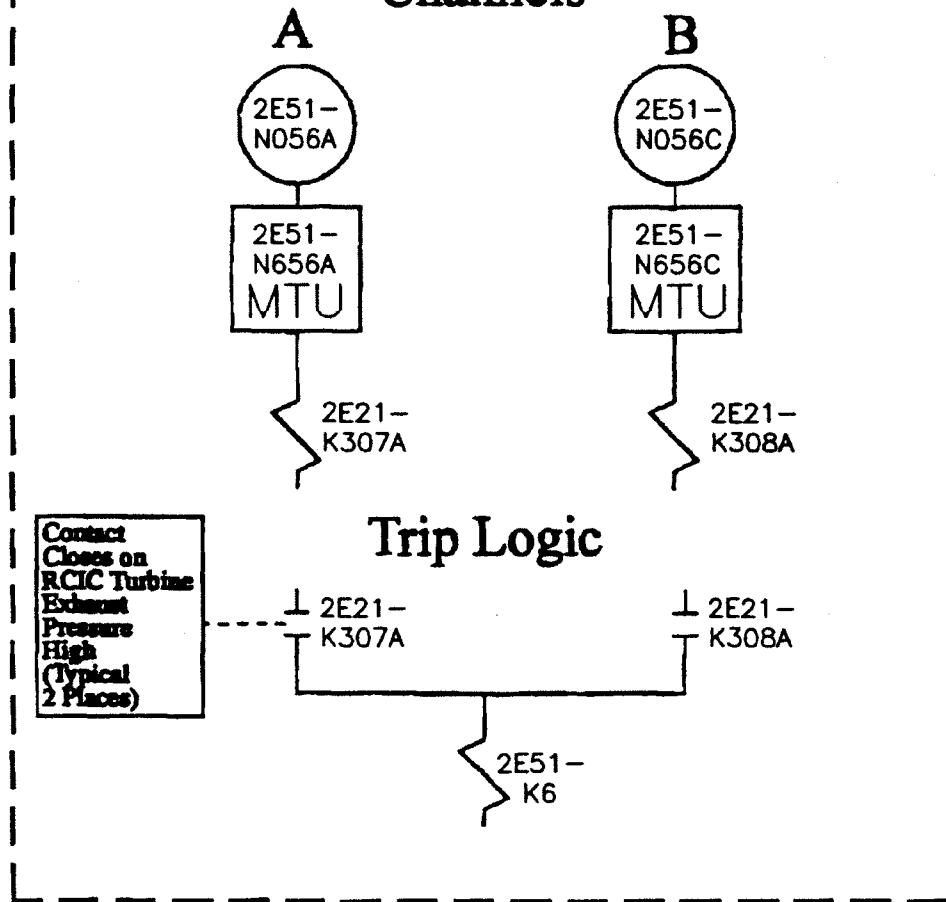 Channels
A
B
2E51-
N056A
2E51-
N056C
2E51-
N656A
MTU
2E51-
N656C
MTU
2E21-
K307A
2E21-
K308A
Trip Logic
Contact
Closes on
RCIC Turbine
Exhaust
Pressure
High
(Typical
2 Places)
2E21-
K307A
2E21-
K308A
2E51-
K6